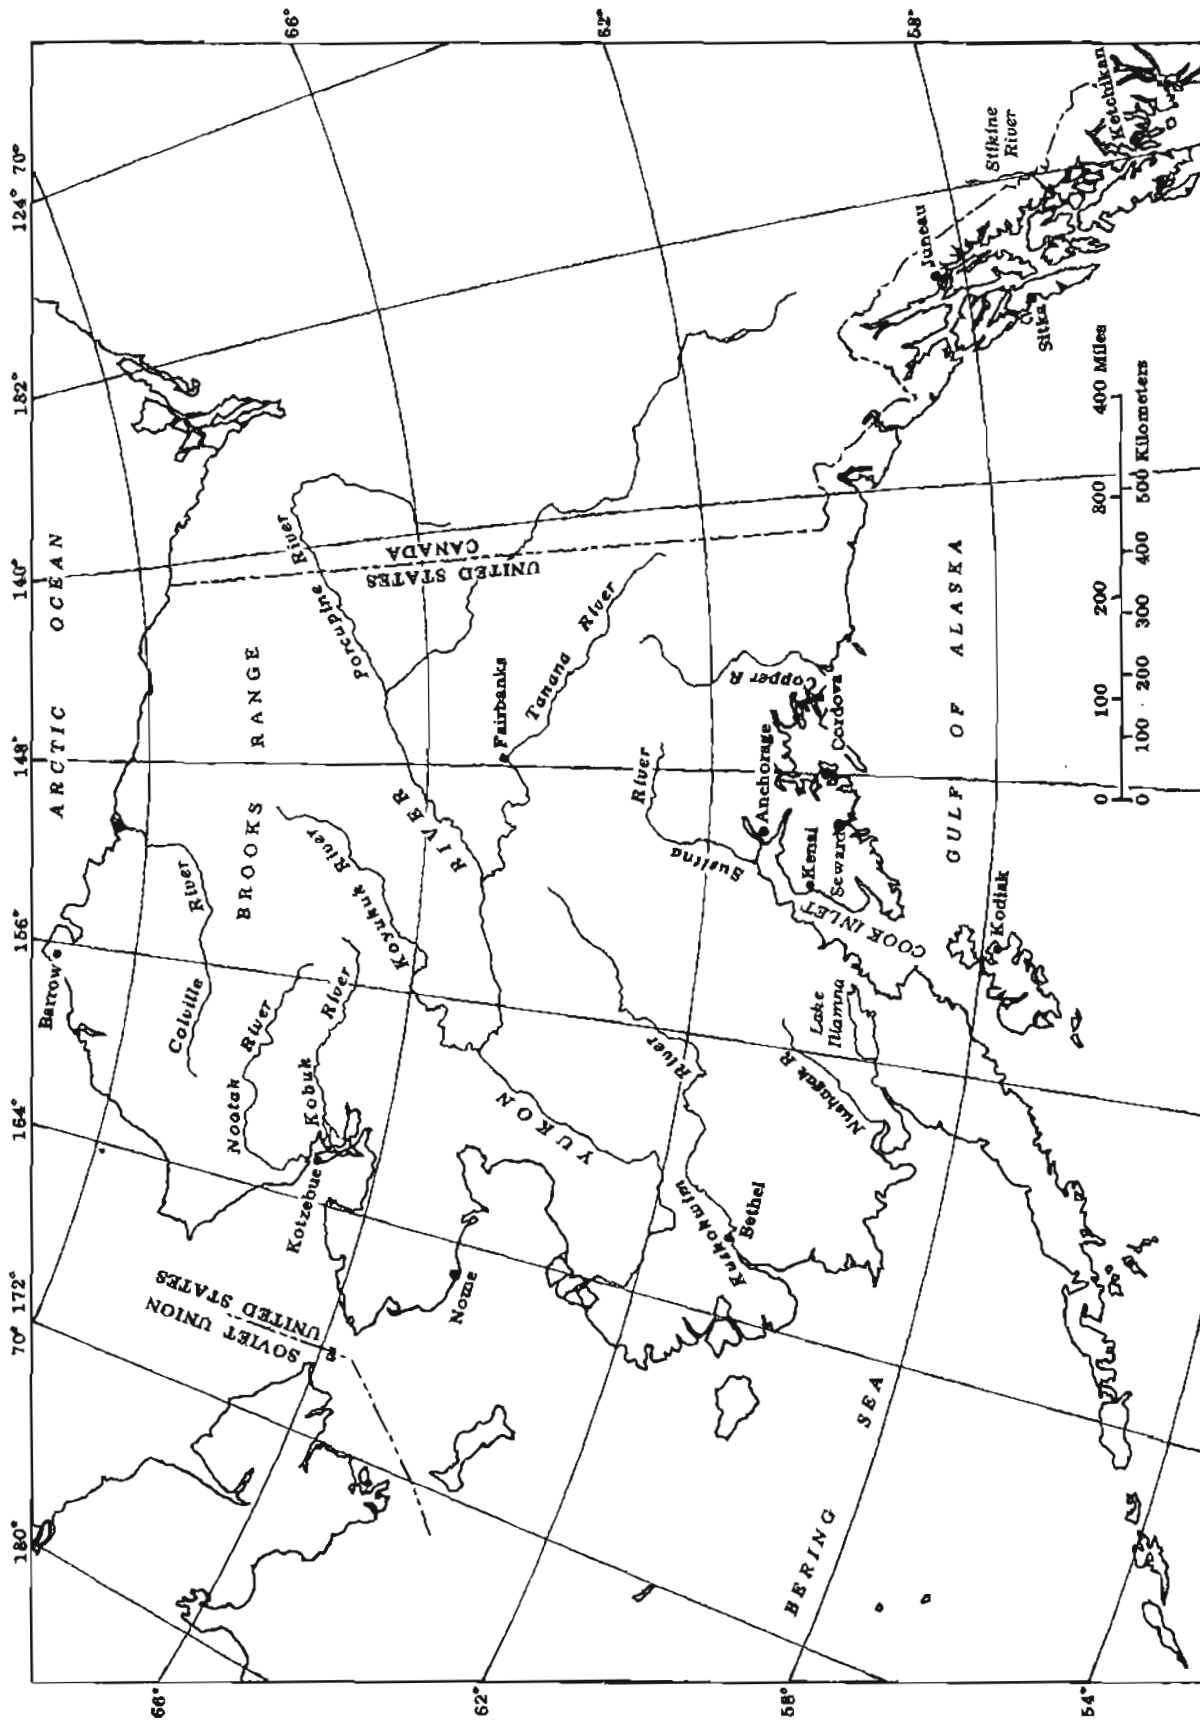 180°
70°
172°
164°
156°
148°
140°
132°
124°
70°
66°
62°
58°
66°
62°
58°
54°
ARCTIC OCEAN
Barrow
Colville River
BROOKS RANGE
Noatak River
Kobuk River
Kotzebue
Koyukuk River
Porcupine River
UNITED STATES
CANADA
SOVIET UNION
UNITED STATES
Nome
YUKON RIVER
Fairbanks
Tanana River
Kuskokwim River
Bethel
Nushagak R
Lake
Iliamna
Susitna River
Copper R
Anchorage
Cordova
Kenai
Seward
COOK INLET
Kodiak
GULF OF ALASKA
BERING SEA
Juneau
Sitka
Stikine
River
Ketchikan
0 100 200 300 400 Miles
0 100 200 300 400 500 Kilometers